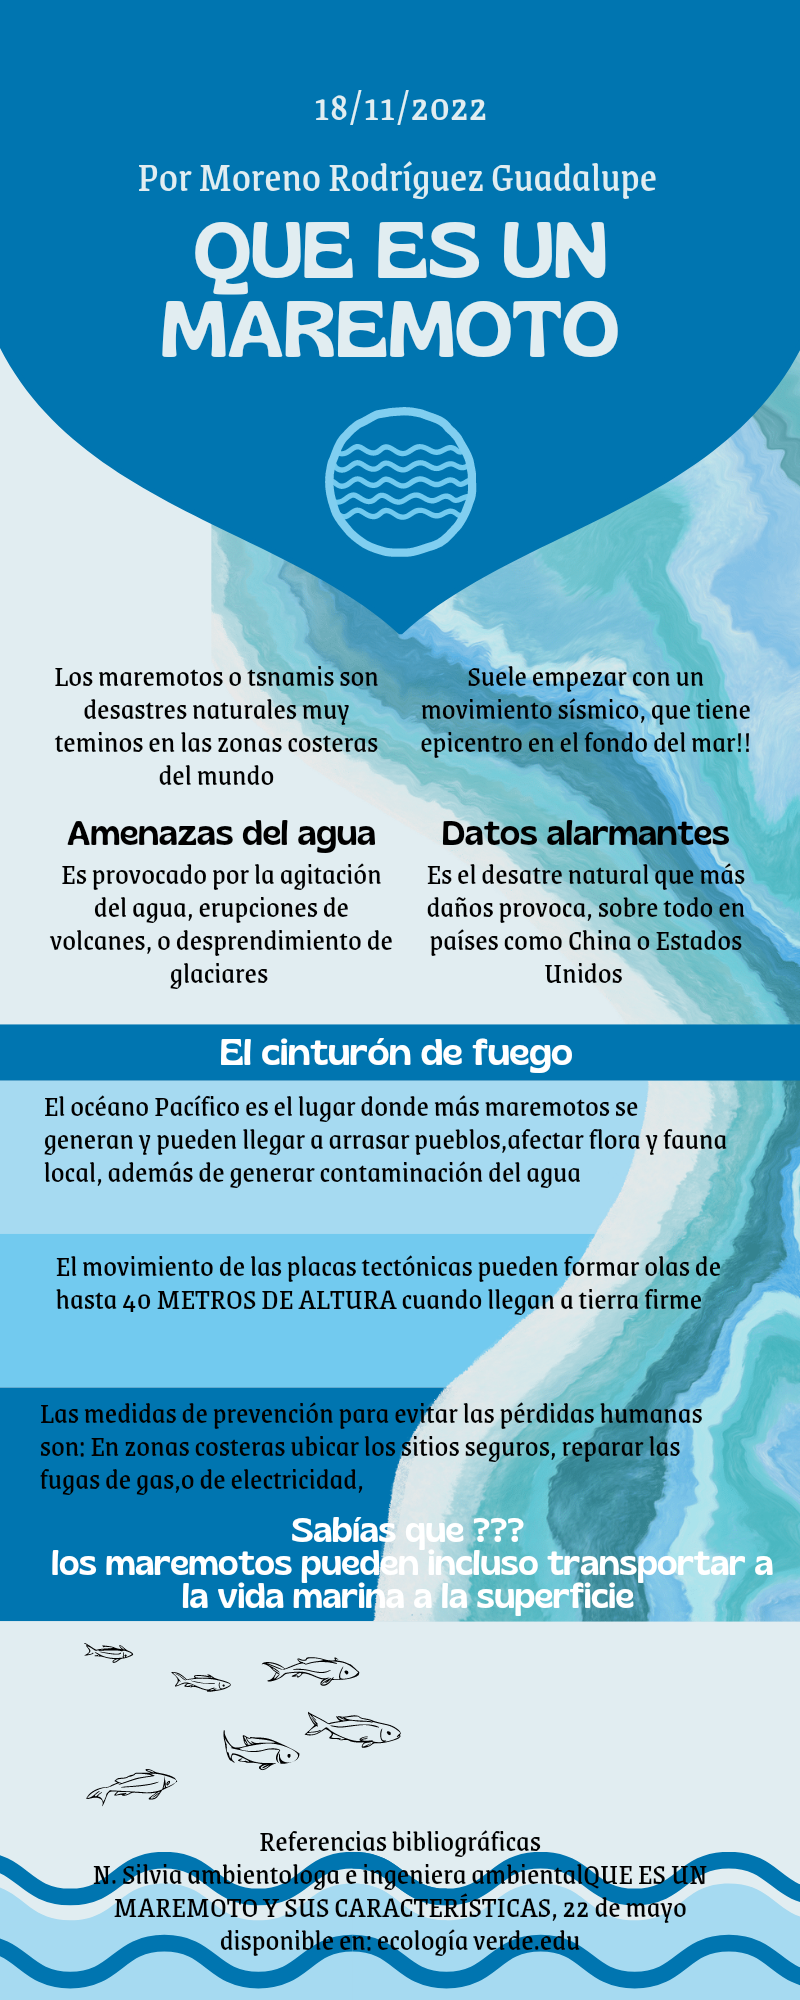 18/11/2022
Por Moreno Rodríguez Guadalupe
QUE ES UN
MAREMOTO
Los maremotos o tsnamis son
desastres naturales muy
teminos en las zonas costeras
del mundo
Suele empezar con un
movimiento sísmico, que tiene
epicentro en el fondo del mar!!
Amenazas del agua
Es provocado por la agitación
del agua, erupciones de
volcanes, o desprendimiento de
glaciares
Datos alarmantes
Es el desatre natural que más
daños provoca, sobre todo en
países como China o Estados
Unidos
El cinturón de fuego
El océano Pacífico es el lugar donde más maremotos se
generan y pueden llegar a arrasar pueblos,afectar flora y fauna
local, además de generar contaminación del agua
El movimiento de las placas tectónicas pueden formar olas de
hasta 40 METROS DE ALTURA cuando llegan a tierra firme
Las medidas de prevención para evitar las pérdidas humanas
son: En zonas costeras ubicar los sitios seguros, reparar las
fugas de gas,o de electricidad,
Sabías que ???
los maremotos pueden incluso transportar a
la vida marina a la superficie
Referencias bibliográficas
N. Silvia ambientologa e ingeniera ambientalQUE ES UN
MAREMOTO Y SUS CARACTERÍSTICAS, 22 de mayo
disponible en: ecología verde.edu